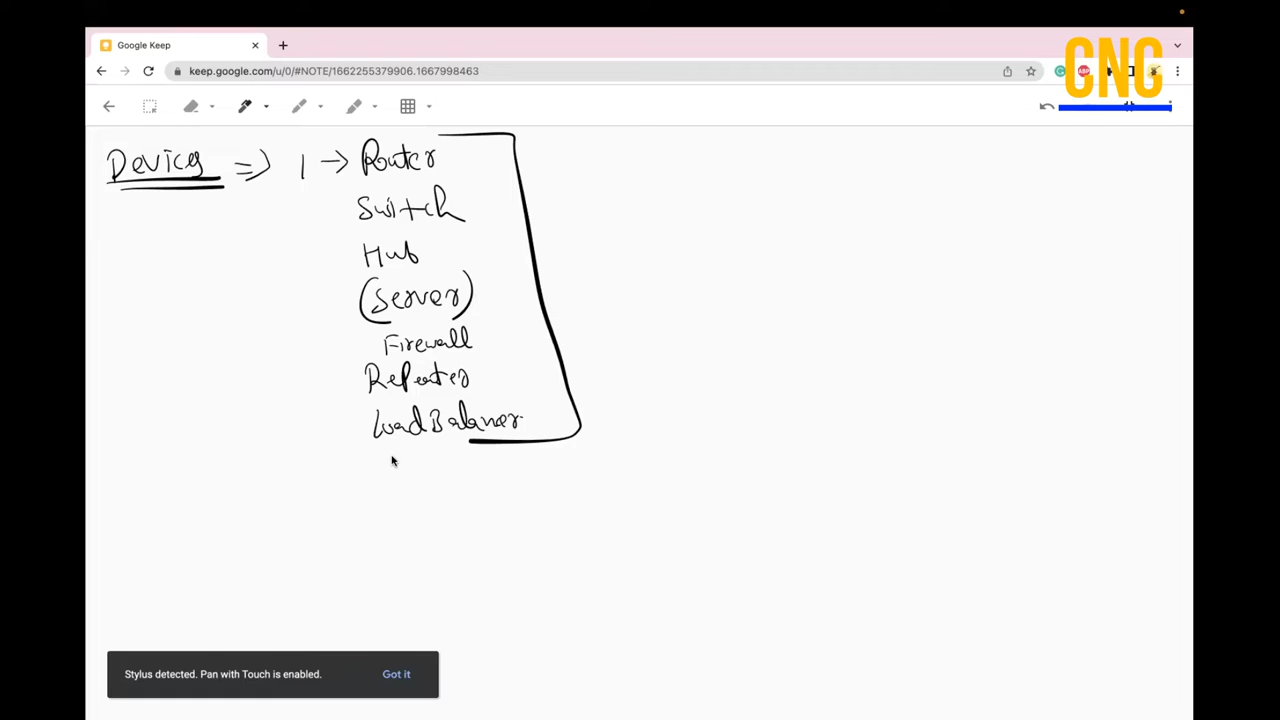 Google Keep
CNC
keep.google.com/u/0/#NOTE/1662255379906.1667998463
ABP
Devices => 1 -> Router
Switch
Hub
(Server)
Firewall
Repeater
Load Balancer
Stylus detected. Pan with Touch is enabled. Got it